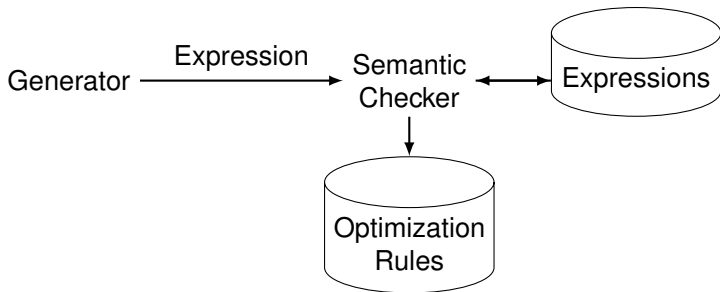 Expression
Generator
Semantic
Checker
Expressions
Optimization
Rules